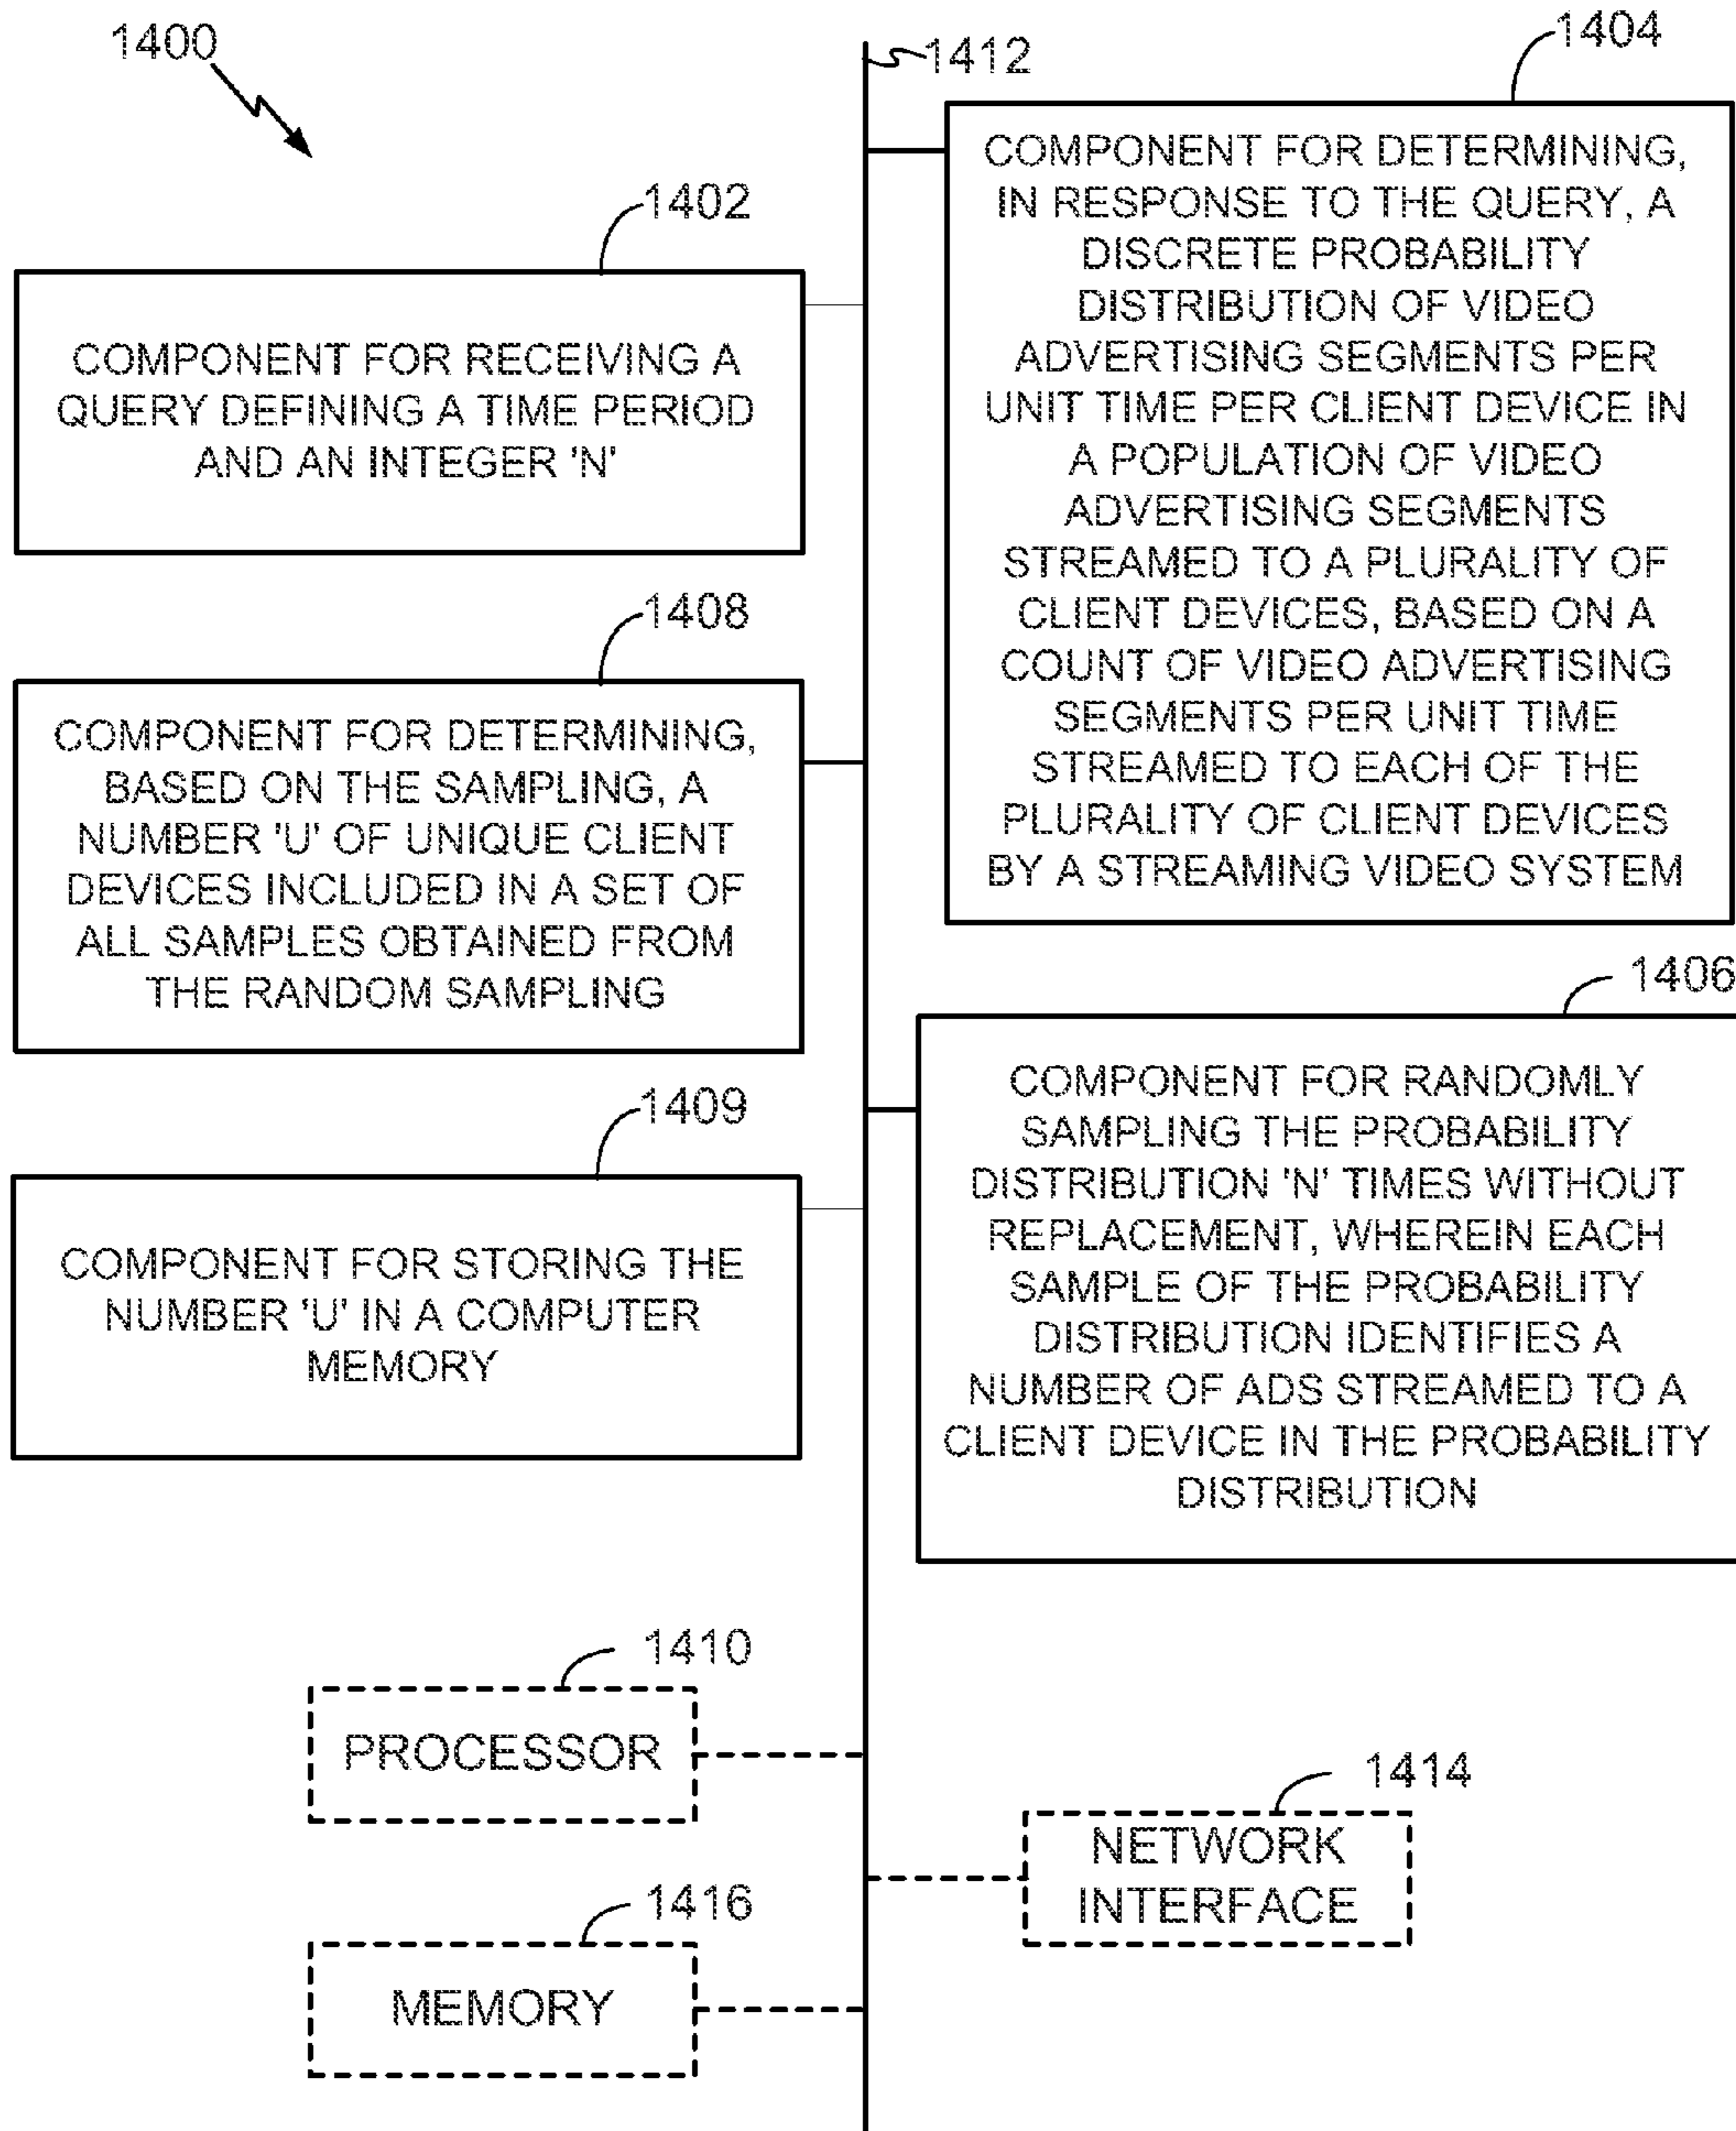 1400
1412
1404
COMPONENT FOR DETERMINING,
IN RESPONSE TO THE QUERY, A
DISCRETE PROBABILITY
DISTRIBUTION OF VIDEO
ADVERTISING SEGMENTS PER
UNIT TIME PER CLIENT DEVICE IN
A POPULATION OF VIDEO
ADVERTISING SEGMENTS
STREAMED TO A PLURALITY OF
CLIENT DEVICES, BASED ON A
COUNT OF VIDEO ADVERTISING
SEGMENTS PER UNIT TIME
STREAMED TO EACH OF THE
PLURALITY OF CLIENT DEVICES
BY A STREAMING VIDEO SYSTEM
1402
COMPONENT FOR RECEIVING A
QUERY DEFINING A TIME PERIOD
AND AN INTEGER 'N'
1408
COMPONENT FOR DETERMINING,
BASED ON THE SAMPLING, A
NUMBER 'U' OF UNIQUE CLIENT
DEVICES INCLUDED IN A SET OF
ALL SAMPLES OBTAINED FROM
THE RANDOM SAMPLING
1406
COMPONENT FOR RANDOMLY
SAMPLING THE PROBABILITY
DISTRIBUTION 'N' TIMES WITHOUT
REPLACEMENT, WHEREIN EACH
SAMPLE OF THE PROBABILITY
DISTRIBUTION IDENTIFIES A
NUMBER OF ADS STREAMED TO A
CLIENT DEVICE IN THE PROBABILITY
DISTRIBUTION
1409
COMPONENT FOR STORING THE
NUMBER 'U' IN A COMPUTER
MEMORY
1410
PROCESSOR
1414
NETWORK
INTERFACE
1416
MEMORY